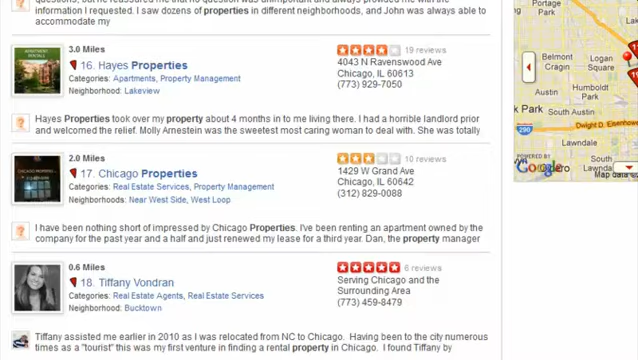 options, but he reassured me that no question was unimportant and always provided me with the
information I requested. I saw dozens of properties in different neighborhoods, and John was always able to
accommodate my
3.0 Miles
19 reviews
16. Hayes Properties
4043 N Ravenswood Ave
Chicago, IL 60613
(773) 929-7050
Categories: Apartments, Property Management
Neighborhood: Lakeview
Hayes Properties took over my property about 4 months in to me living there. I had a horrible landlord prior
and welcomed the relief. Molly Arnestein was the sweetest most caring woman to deal with. She was totally
2.0 Miles
10 reviews
17. Chicago Properties
1429 W Grand Ave
Chicago, IL 60642
(312) 829-0088
Categories: Real Estate Services, Property Management
Neighborhoods: Near West Side, West Loop
I have been nothing short of impressed by Chicago Properties. I've been renting an apartment owned by the
company for the past year and a half and just renewed my lease for a third year. Dan, the property manager
0.6 Miles
6 reviews
18. Tiffany Vondran
Serving Chicago and the
Surrounding Area
(773) 459-8479
Categories: Real Estate Agents, Real Estate Services
Neighborhood: Bucktown
Tiffany assisted me earlier in 2010 as I was relocated from NC to Chicago. Having been to the city numerous
times as a "tourist" this was my first venture in finding a rental property in Chicago. I found Tiffany by
Portage
Park
Irving
Belmont
Cragin
Logan
Square
Austin
Humboldt
Park
k Park
290
Dwight D. Eisenhower
Lawndale
POWERED BY
Google
Cicero
Map data